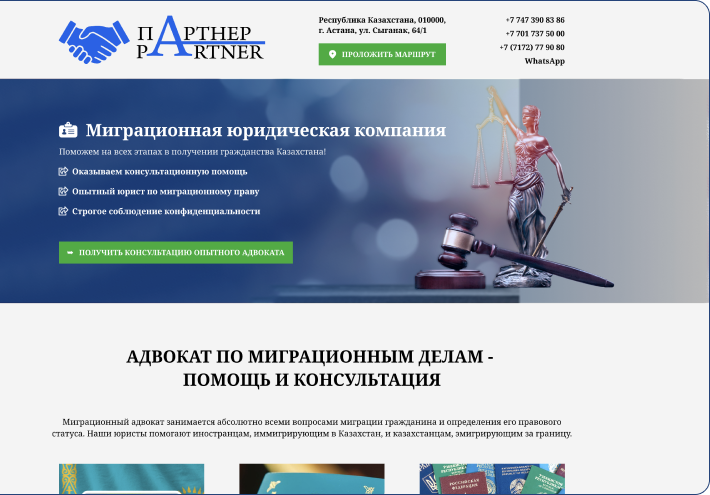 ПАРТНЕР
PARTNER
Республика Казахстана, 010000,
г. Астана, ул. Сыганак, 64/1
ПРОЛОЖИТЬ МАРШРУТ
+7 747 390 83 86
+7 701 737 50 00
+7 (7172) 77 90 80
WhatsApp
Миграционная юридическая компания
Поможем на всех этапах в получении гражданства Казахстана!
Оказываем консультационную помощь
Опытный юрист по миграционному праву
Строгое соблюдение конфиденциальности
ПОЛУЧИТЬ КОНСУЛЬТАЦИЮ ОПЫТНОГО АДВОКАТА
АДВОКАТ ПО МИГРАЦИОННЫМ ДЕЛАМ -
ПОМОЩЬ И КОНСУЛЬТАЦИЯ
Миграционный адвокат занимается абсолютно всеми вопросами миграции гражданина и определения его правового
статуса. Наши юристы помогают иностранцам, иммигрирующим в Казахстан, и казахстанцам, эмигрирующим за границу.